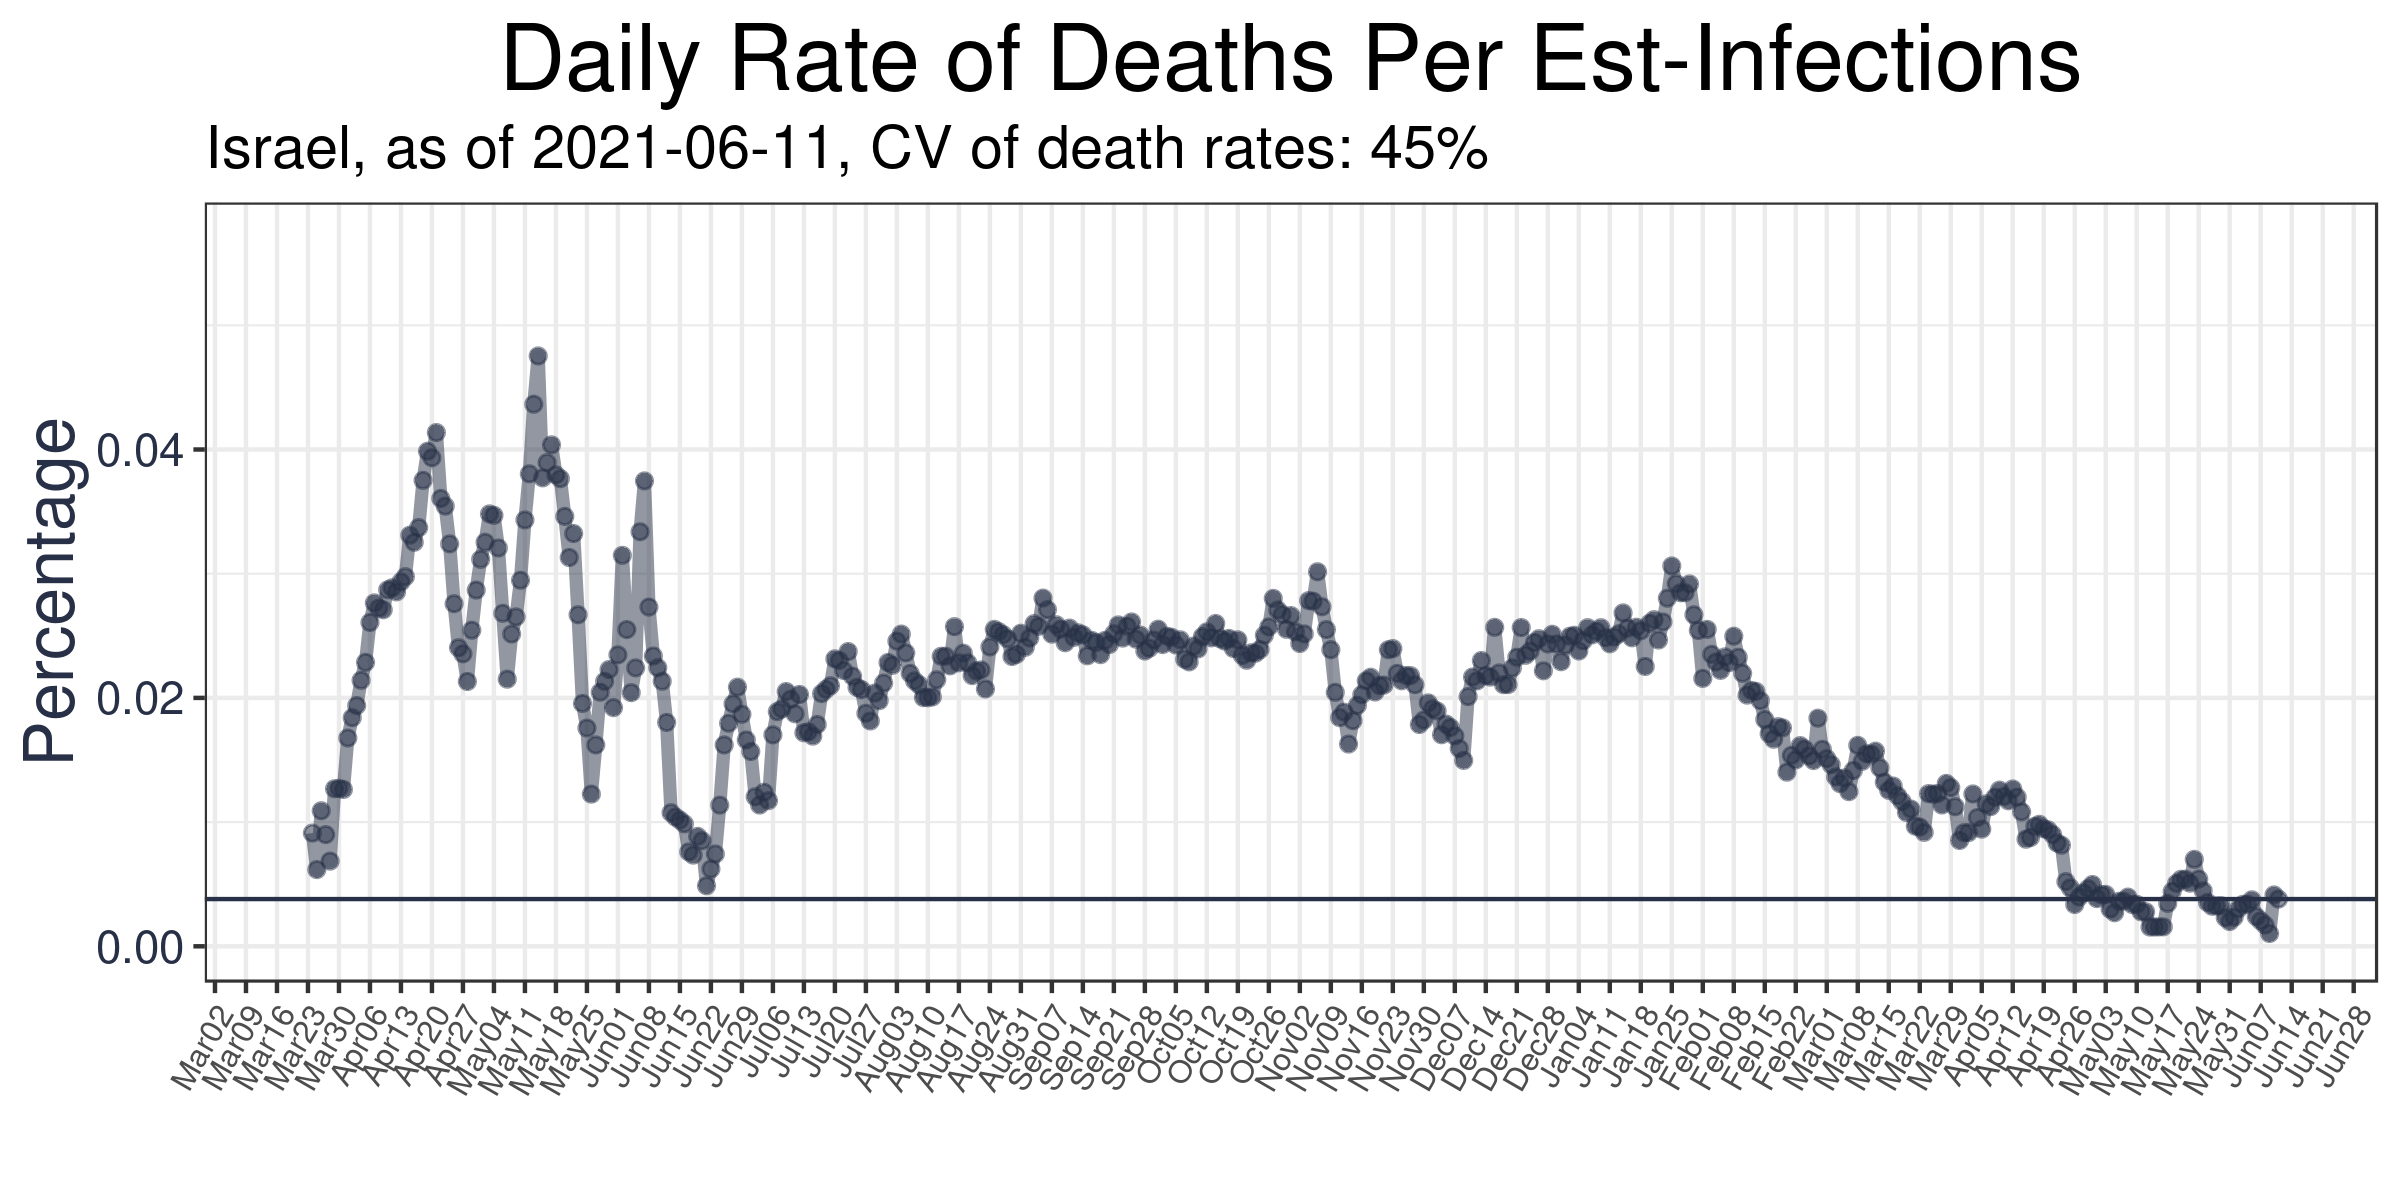 Daily Rate of Deaths Per Est-Infections
Israel, as of 2021-06-11, CV of death rates: 45%
Percentage
0.04
0.02
0.00
Mar02
Mar09
Mar16
Mar23
Mar30
Apr06
Apr13
Apr20
Apr27
May04
May11
May18
May25
Jun01
Jun08
Jun15
Jun22
Jun29
Jul06
Jul13
Jul20
Jul27
Aug03
Aug10
Aug17
Aug24
Aug31
Sep07
Sep14
Sep21
Sep28
Oct05
Oct12
Oct19
Oct26
Nov02
Nov09
Nov16
Nov23
Nov30
Dec07
Dec14
Dec21
Dec28
Jan04
Jan11
Jan18
Jan25
Feb01
Feb08
Feb15
Feb22
Mar01
Mar08
Mar15
Mar22
Mar29
Apr05
Apr12
Apr19
Apr26
May03
May10
May17
May24
May31
Jun07
Jun14
Jun21
Jun28